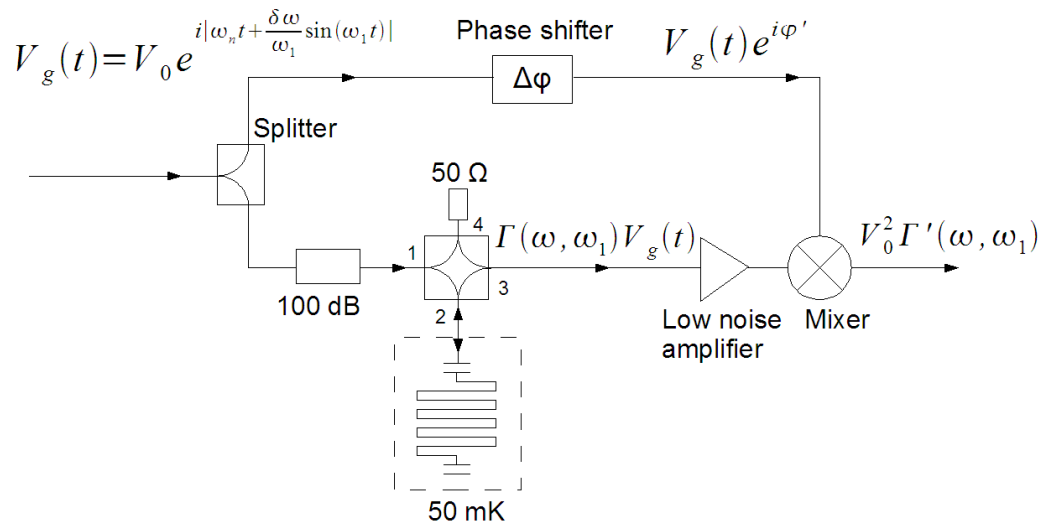 V_g(t)=V_0 e^{i|ω_n t+\frac{δω}{ω_1} sin(ω_1 t)|}
Phase shifter
V_g(t)e^{iφ'}
Δφ
Splitter
50 Ω
4
Γ(ω,ω_1)V_g(t)
V_0^2 Γ'(ω,ω_1)
1
3
100 dB
2
Low noise
amplifier
Mixer
50 mK